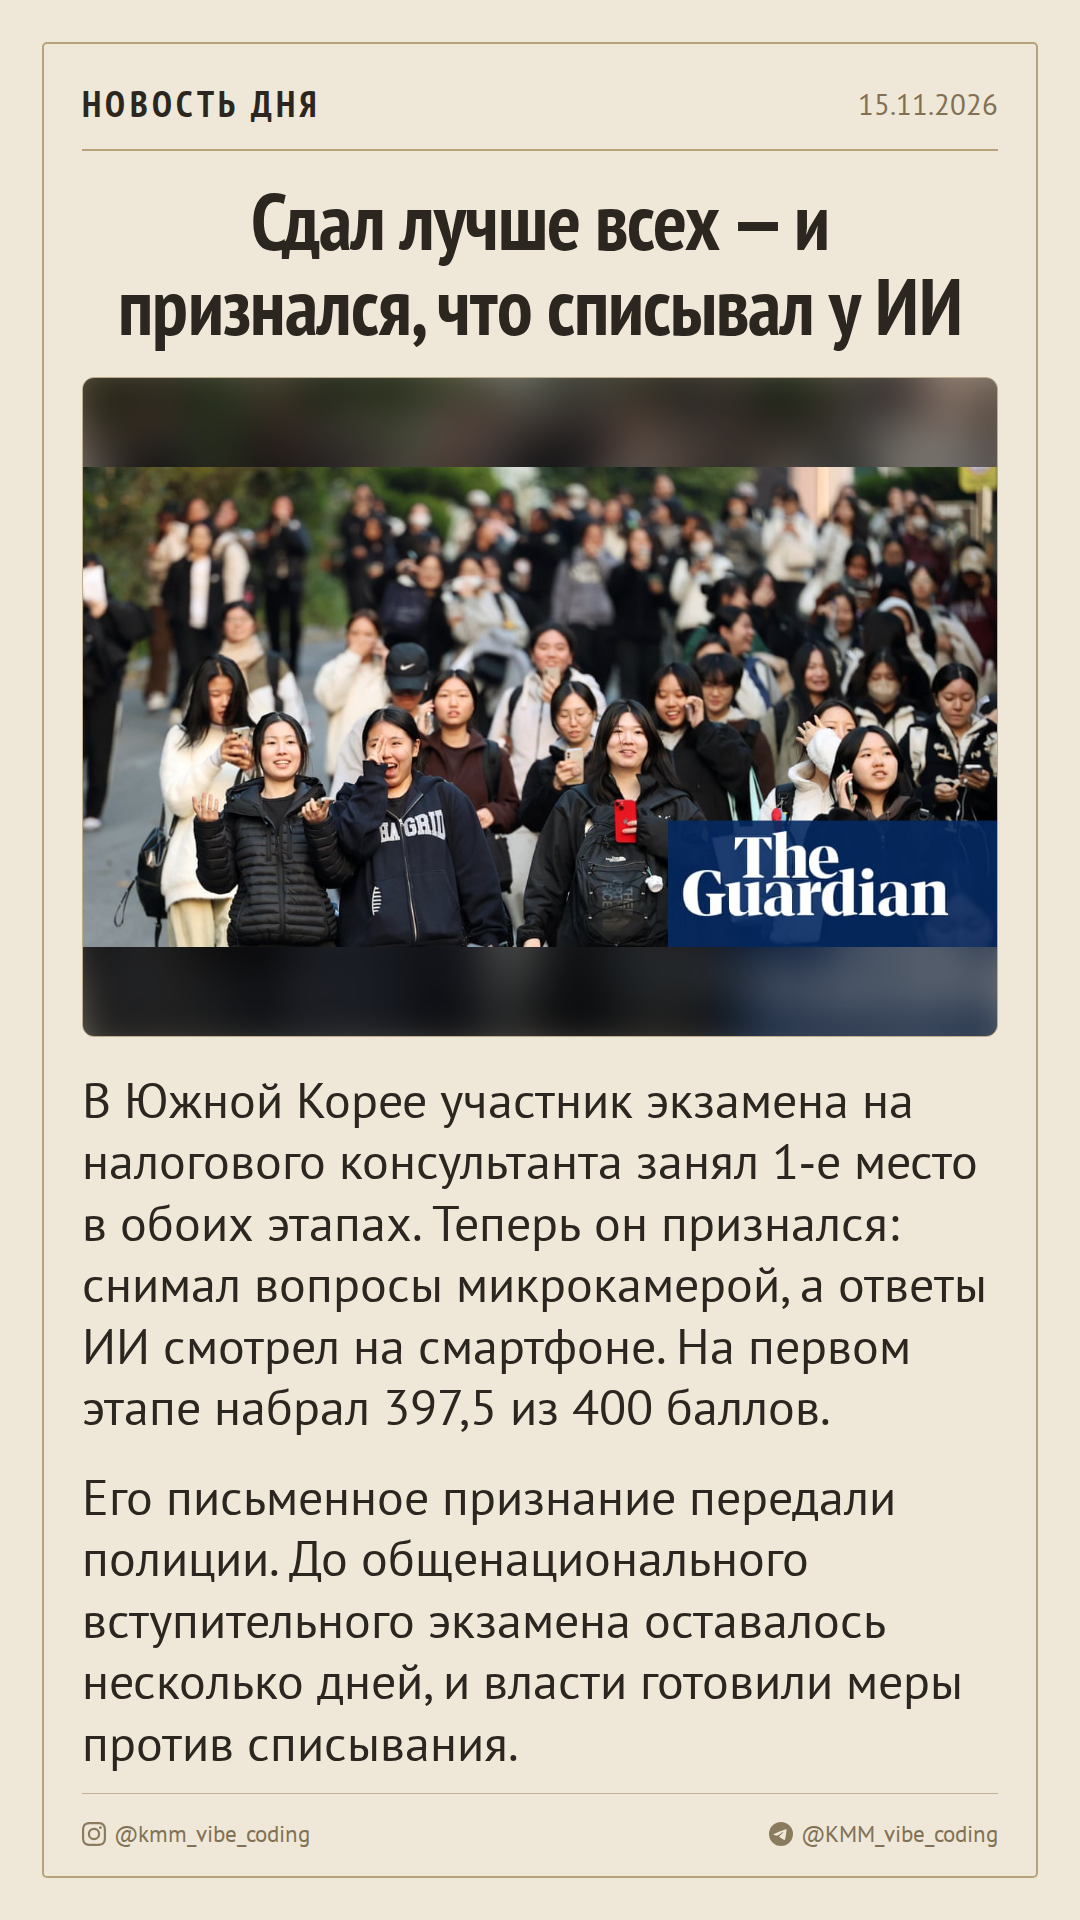 НОВОСТЬ ДНЯ
15.11.2026
Сдал лучше всех — и
признался, что списывал у ИИ
HA GRID
The
Guardian
В Южной Корее участник экзамена на
налогового консультанта занял 1-е место
в обоих этапах. Теперь он признался:
снимал вопросы микрокамерой, а ответы
ИИ смотрел на смартфоне. На первом
этапе набрал 397,5 из 400 баллов.
Его письменное признание передали
полиции. До общенационального
вступительного экзамена оставалось
несколько дней, и власти готовили меры
против списывания.
@kmm_vibe_coding
@KMM_vibe_coding